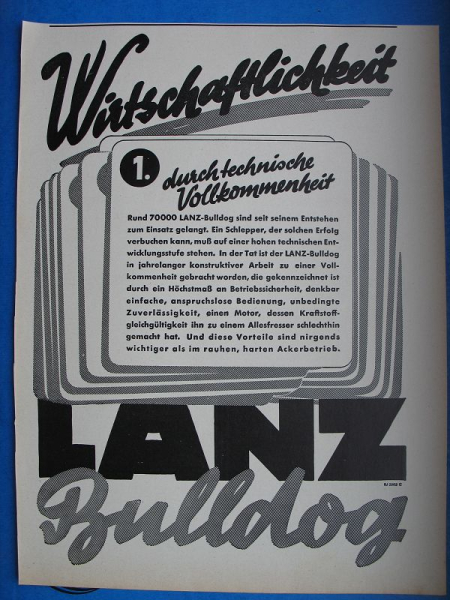 Wirtschaftlichkeit
1. durch technische
Vollkommenheit
Rund 70000 LANZ-Bulldog sind seit seinem Entstehen
zum Einsatz gelangt. Ein Schlepper, der solchen Erfolg
verbuchen kann, muß auf einer hohen technischen Ent-
wicklungsstufe stehen. In der Tat ist der LANZ-Bulldog
in jahrelanger konstruktiver Arbeit zu einer Voll-
kommenheit gebracht worden, die gekennzeichnet ist
durch ein Höchstmaß an Betriebssicherheit, denkbar
einfache, anspruchslose Bedienung, unbedingte
Zuverlässigkeit, einen Motor, dessen Kraftstoff-
gleichgültigkeit ihn zu einem Allesfresser schlechthin
gemacht hat. Und diese Vorteile sind nirgends
wichtiger als im rauhen, harten Ackerbetrieb.
LANZ
Bulldog